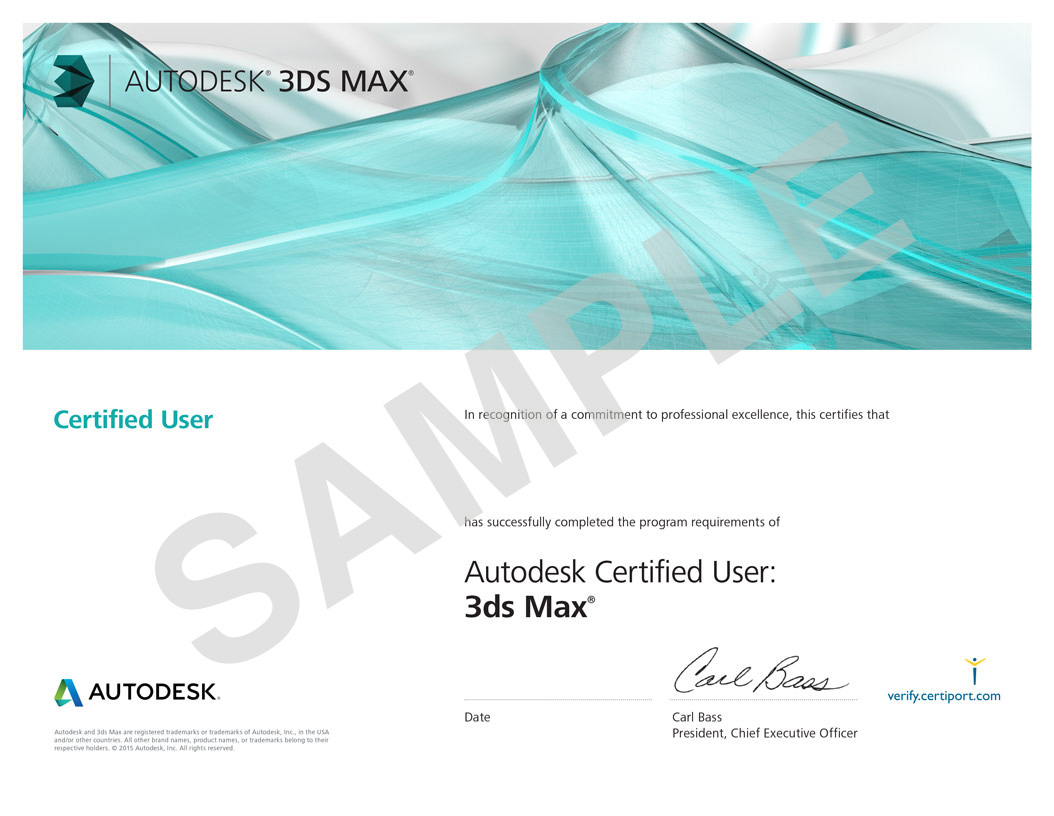 AUTODESK® 3DS MAX®
SAMPLE
Certified User
In recognition of a commitment to professional excellence, this certifies that
has successfully completed the program requirements of
Autodesk Certified User:
3ds Max®
Carl Bass
AUTODESK.
verify.certiport.com
Date
Carl Bass
President, Chief Executive Officer
Autodesk and 3ds Max are registered trademarks or trademarks of Autodesk, Inc., in the USA
and/or other countries. All other brand names, product names, or trademarks belong to their
respective holders. © 2015 Autodesk, Inc. All rights reserved.